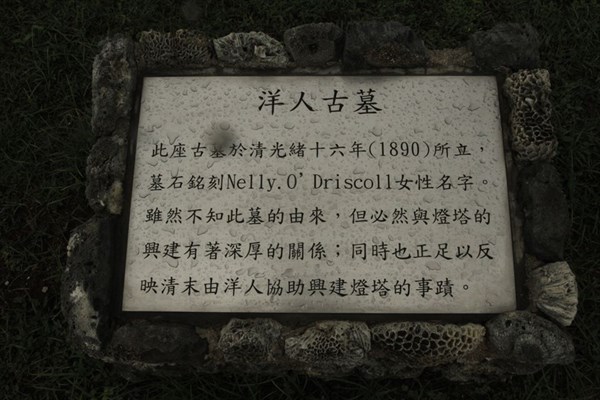 洋人古墓
此座古墓於清光緒十六年(1890)所立，
墓石銘刻Nelly.O'Driscoll女性名字。
雖然不知此墓的由來，但必然與燈塔的
興建有著深厚的關係；同時也正足以反
映清末由洋人協助興建燈塔的事蹟。